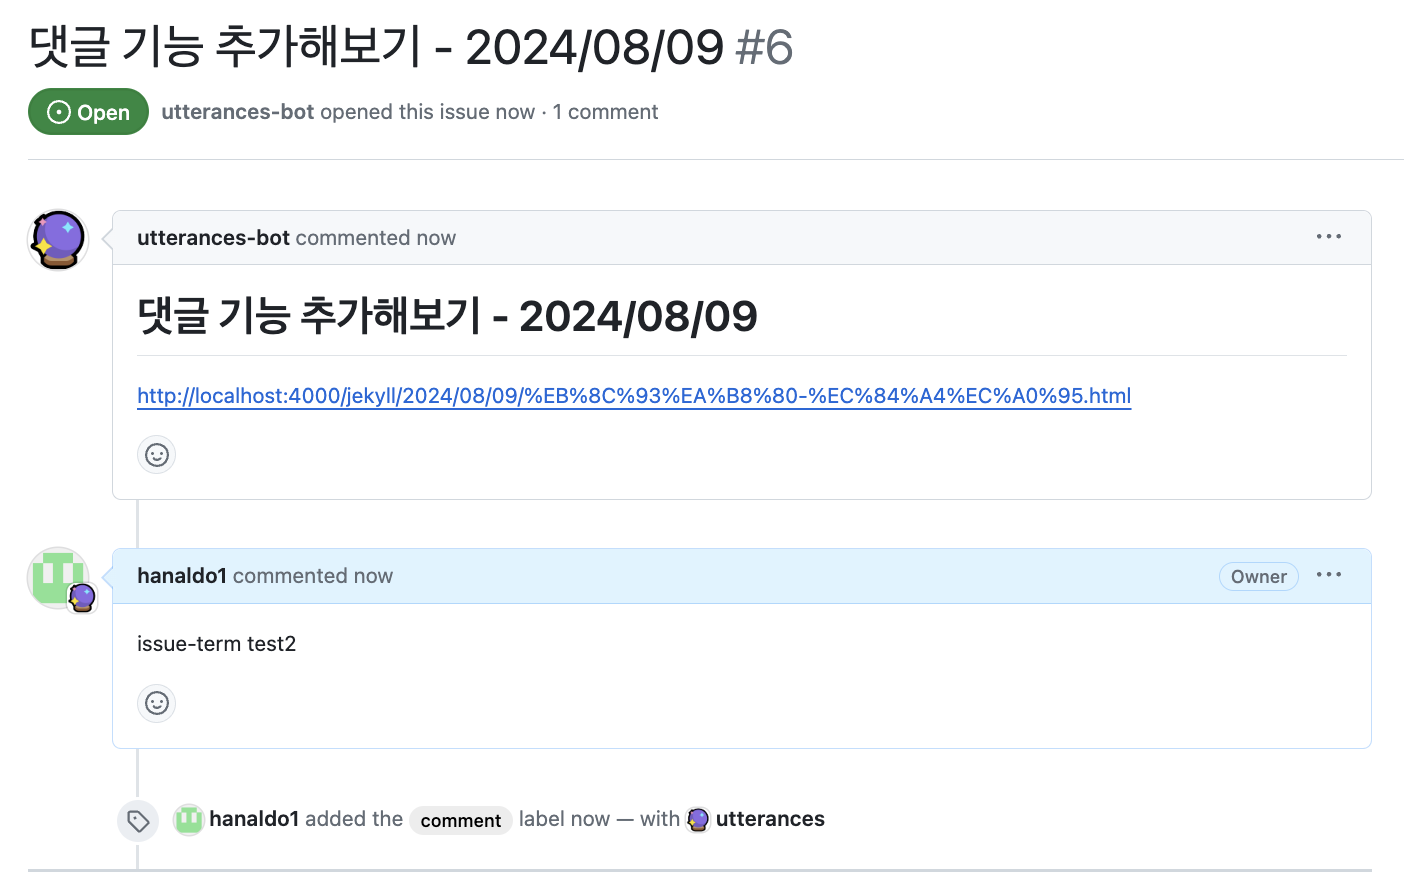 댓글 기능 추가해보기 - 2024/08/09 #6
Open utterances-bot opened this issue now · 1 comment
utterances-bot commented now
댓글 기능 추가해보기 - 2024/08/09
http://localhost:4000/jekyll/2024/08/09/%EB%8C%93%EA%B8%80-%EC%84%A4%EC%A0%95.html
hanaldo1 commented now Owner
issue-term test2
hanaldo1 added the comment label now — with utterances